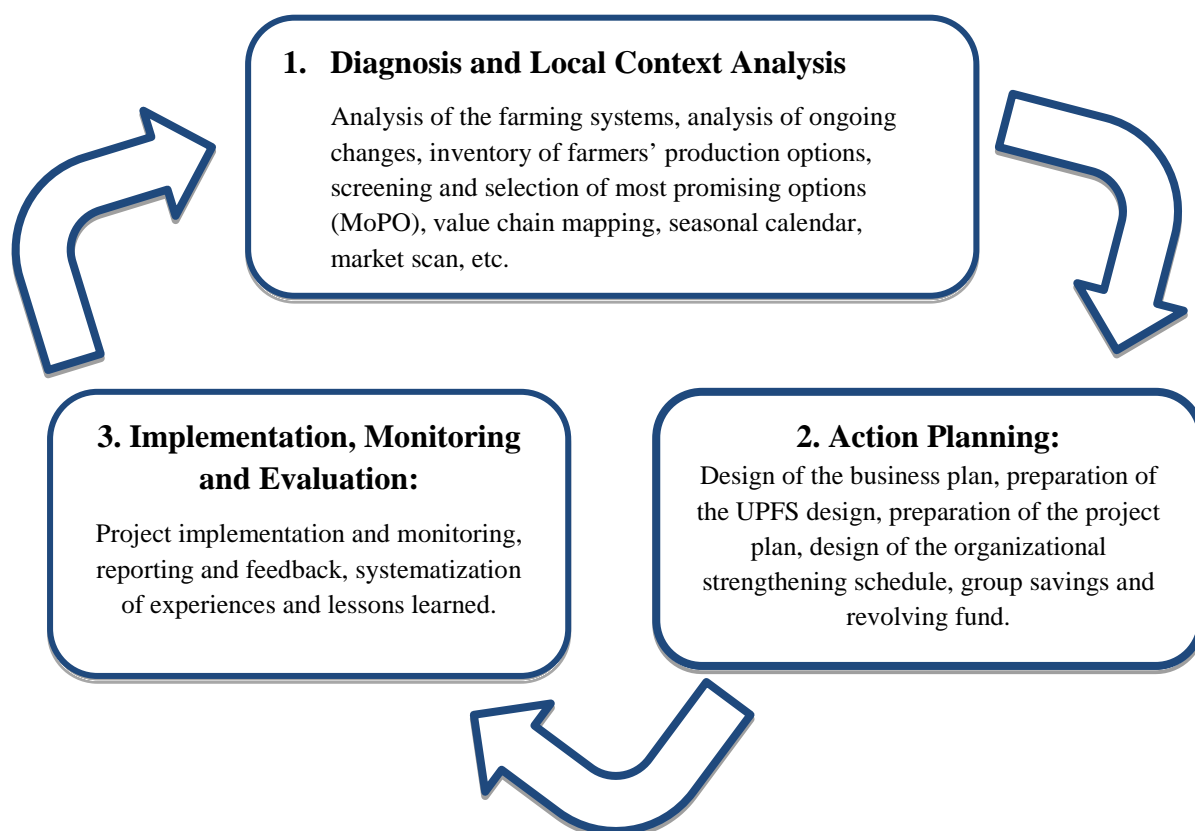 1. Diagnosis and Local Context Analysis
Analysis of the farming systems, analysis of ongoing
changes, inventory of farmers’ production options,
screening and selection of most promising options
(MoPO), value chain mapping, seasonal calendar,
market scan, etc.
2. Action Planning:
Design of the business plan, preparation of
the UPFS design, preparation of the project
plan, design of the organizational
strengthening schedule, group savings and
revolving fund.
3. Implementation, Monitoring
and Evaluation:
Project implementation and monitoring,
reporting and feedback, systematization
of experiences and lessons learned.